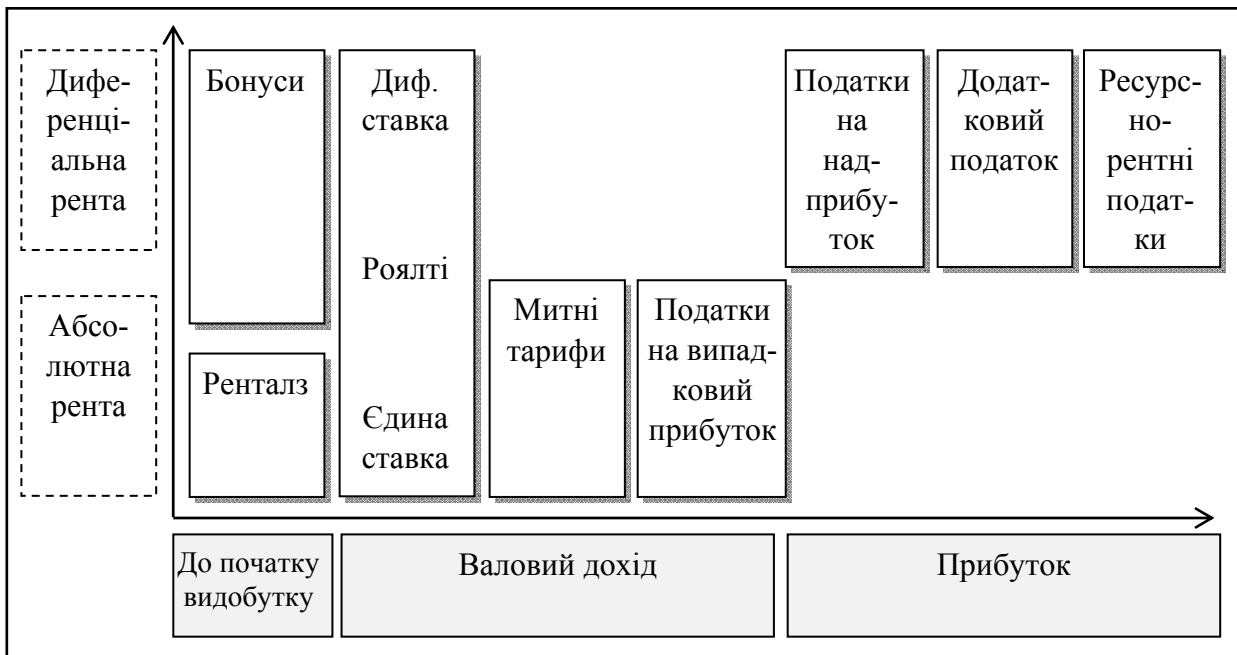 Дифе-
ренці-
альна
рента
Абсо-
лютна
рента
Бонуси
Ренталз
Диф.
ставка
Роялті
Єдина
ставка
Митні
тарифи
Податки
на випад-
ковий
прибуток
Податки
на
над-
прибу-
ток
Додат-
ковий
податок
Ресурс-
но-
рентні
подат-
ки
До початку
видобутку
Валовий дохід
Прибуток